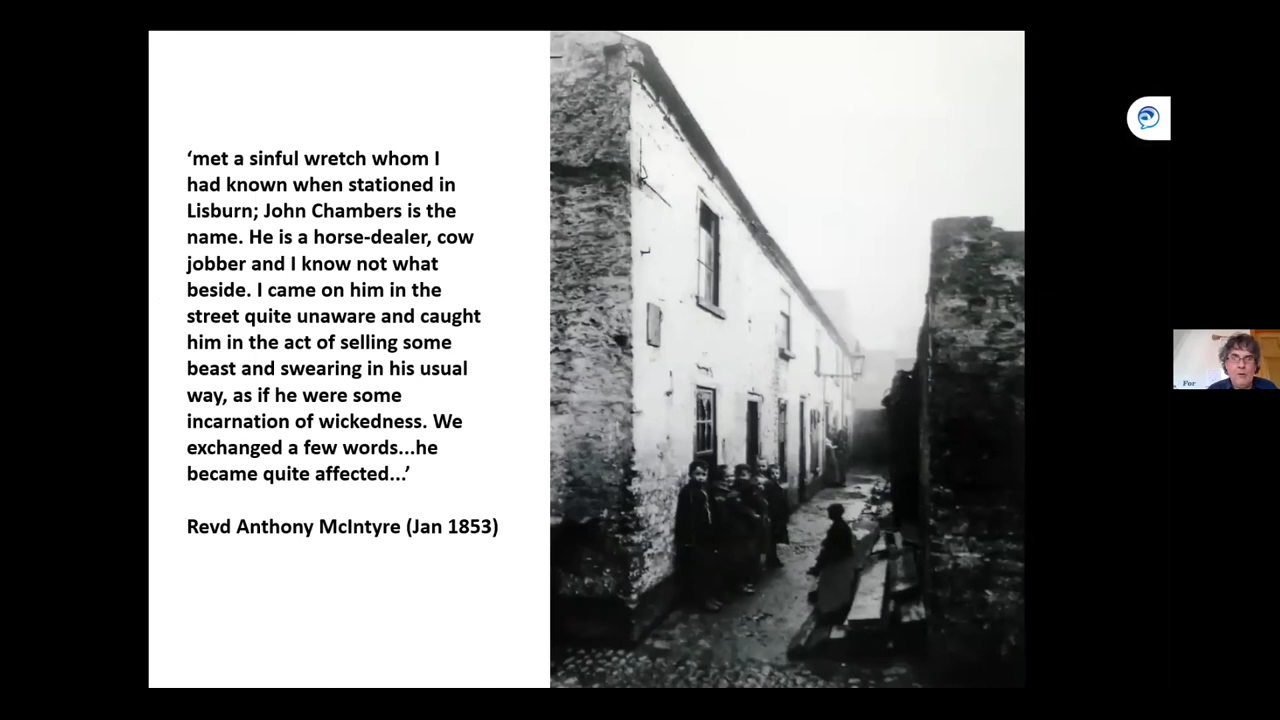 ‘met a sinful wretch whom I
had known when stationed in
Lisburn; John Chambers is the
name. He is a horse-dealer, cow
jobber and I know not what
beside. I came on him in the
street quite unaware and caught
him in the act of selling some
beast and swearing in his usual
way, as if he were some
incarnation of wickedness. We
exchanged a few words...he
became quite affected...’
Revd Anthony McIntyre (Jan 1853)
For